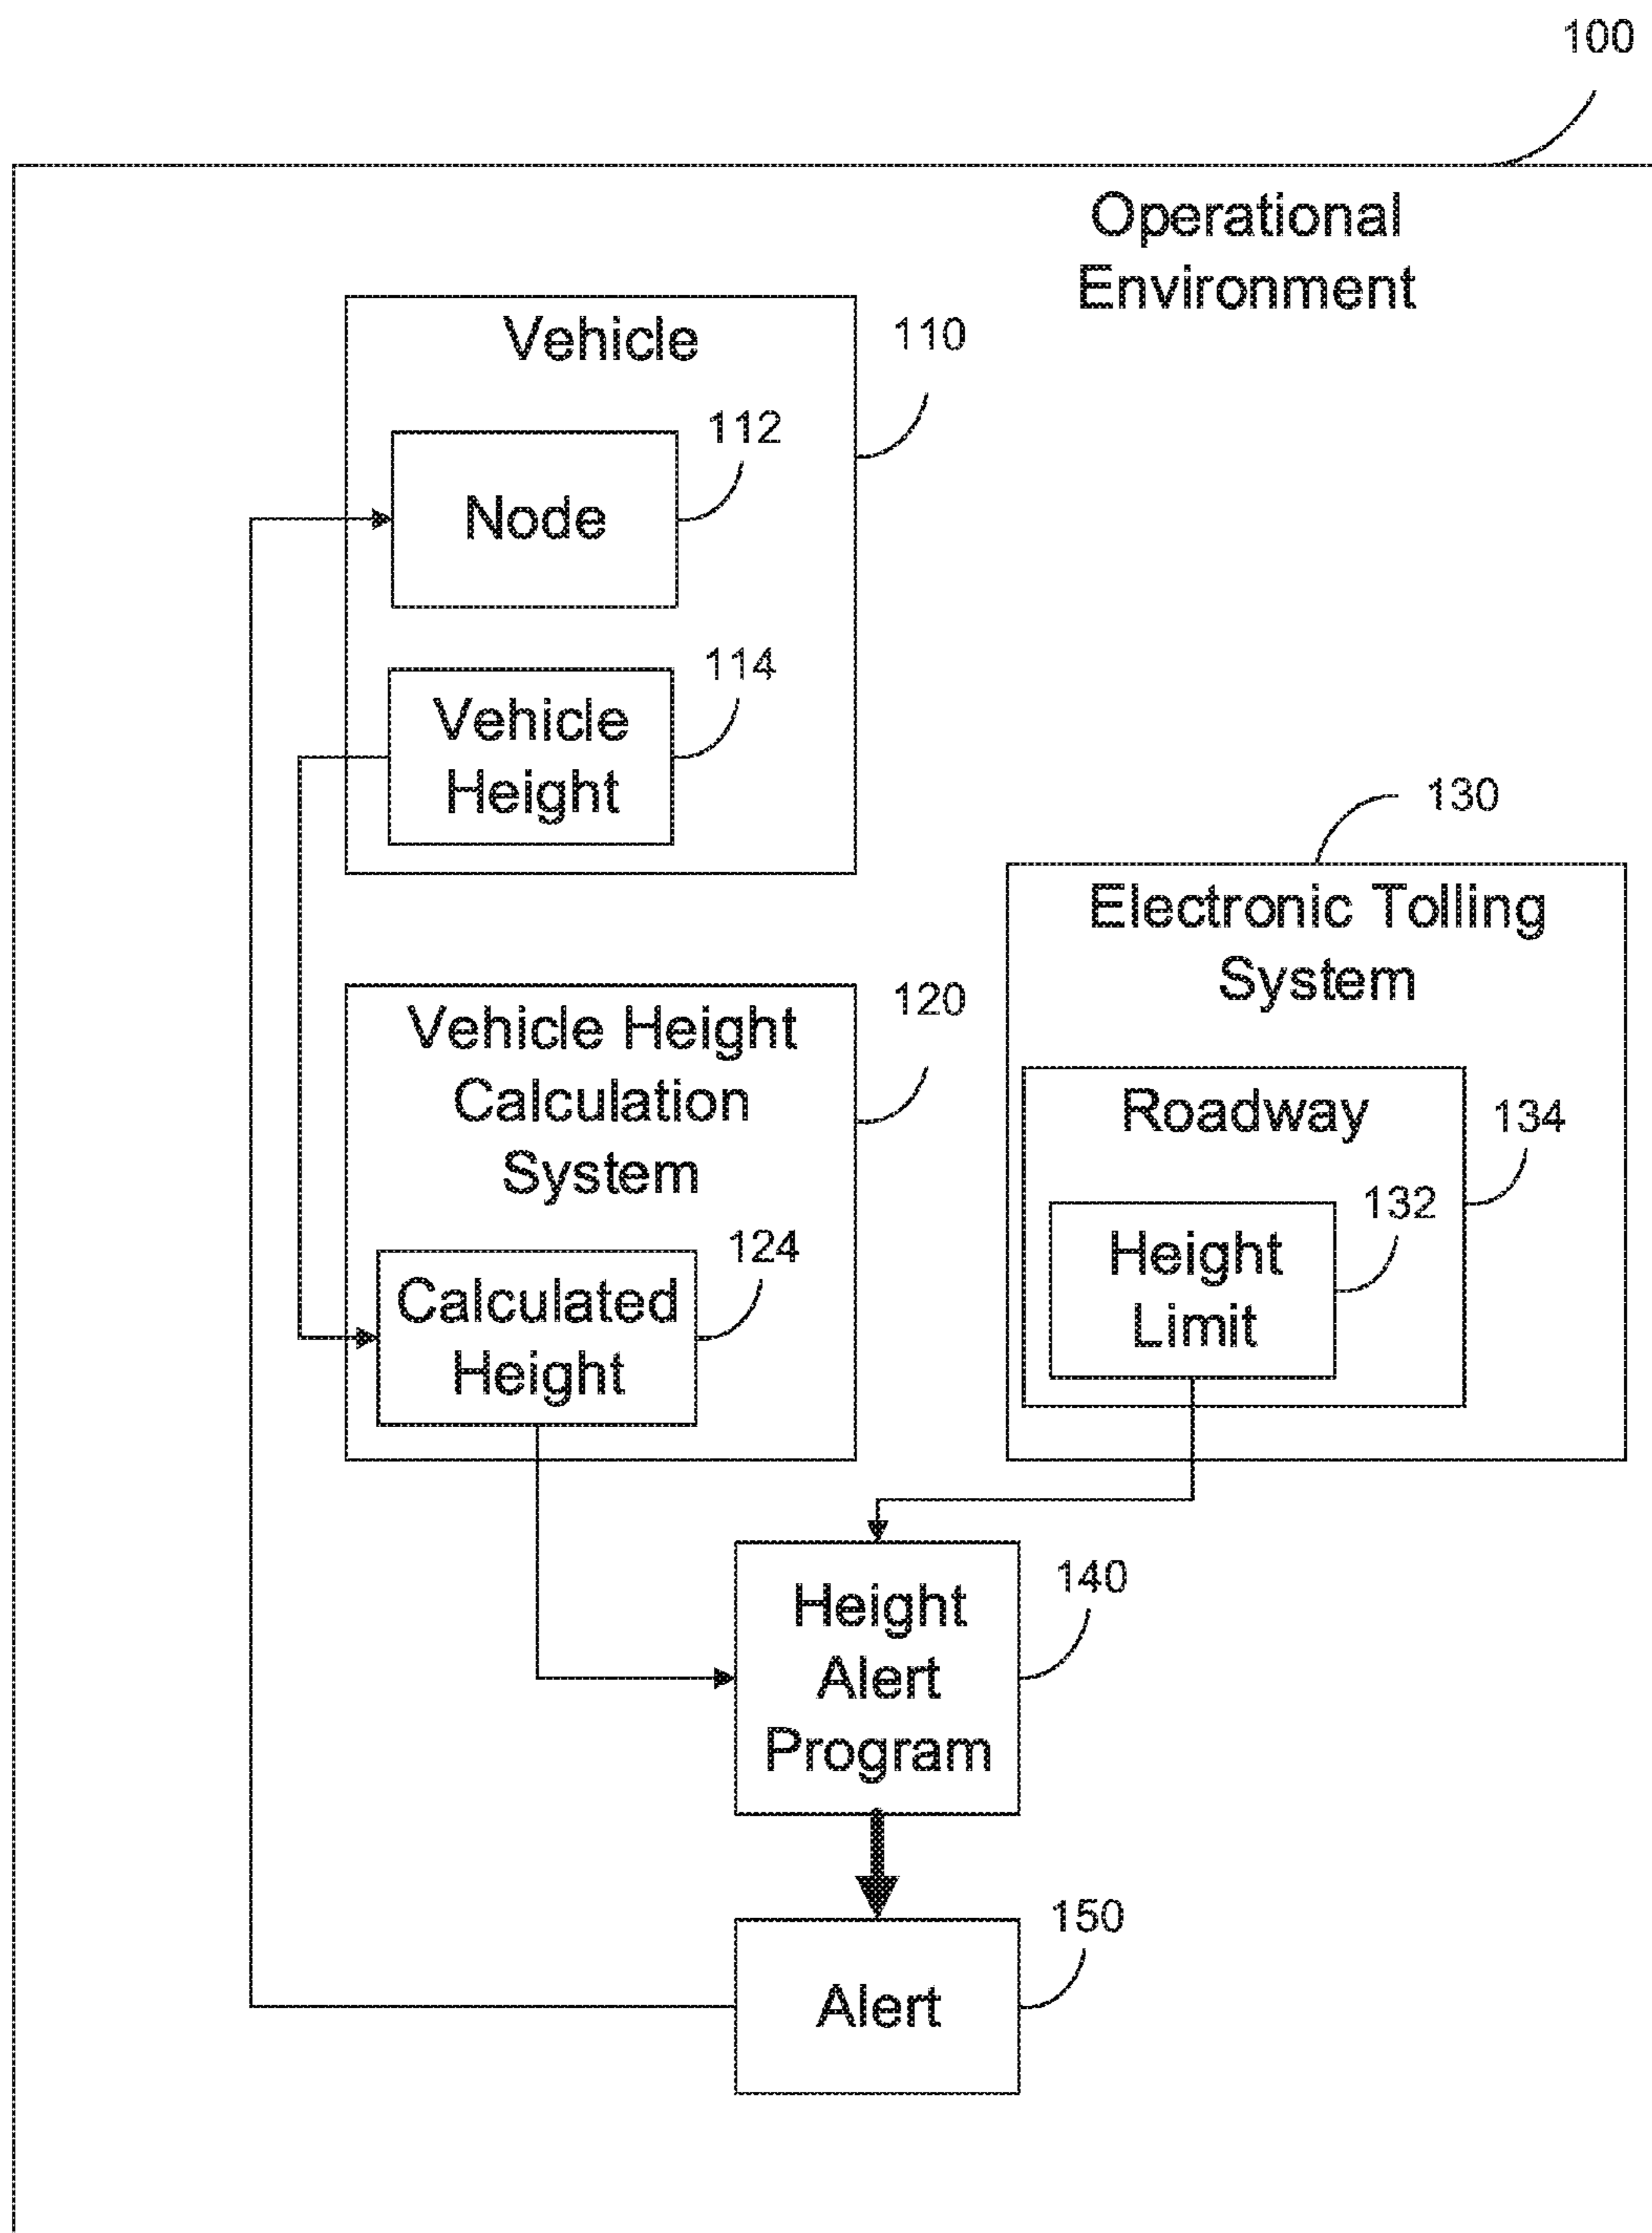 100
Operational
Environment
Vehicle
110
112
Node
114
Vehicle
Height
130
Electronic Tolling
System
120
Vehicle Height
Calculation
System
Roadway
134
132
Height
Limit
124
Calculated
Height
Height
Alert
Program
140
150
Alert